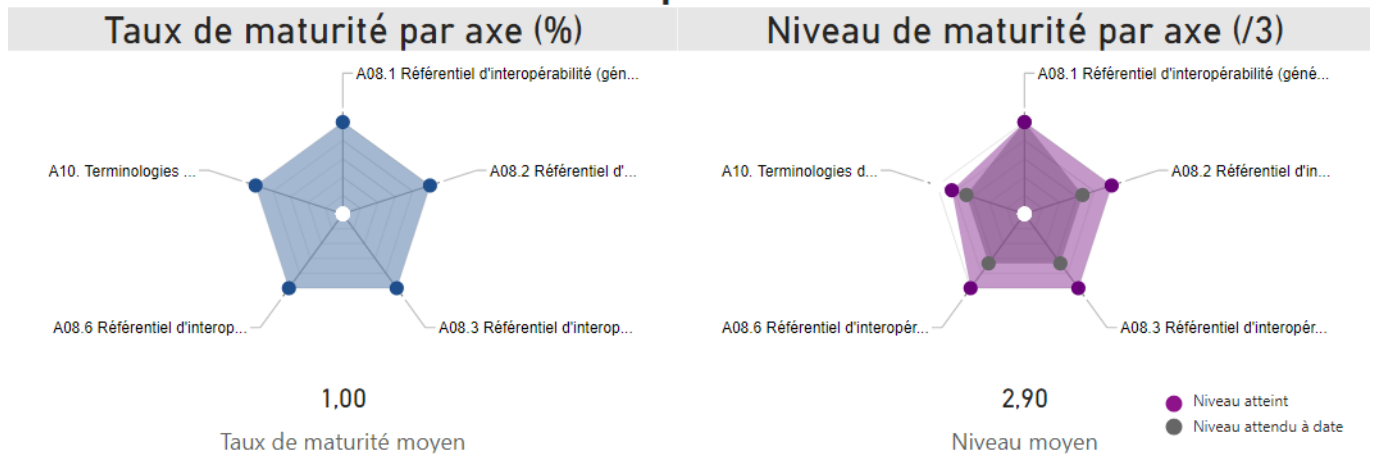 Taux de maturité par axe (%)
Niveau de maturité par axe (/3)
A08.1 Référentiel d'interopérabilité (gén...
A10. Terminologies ...
A08.2 Référentiel d'...
A08.6 Référentiel d'interop...
A08.3 Référentiel d'interop...
1,00
Taux de maturité moyen
A08.1 Référentiel d'interopérabilité (géné...
A10. Terminologies d...
A08.2 Référentiel d'in...
A08.6 Référentiel d'interopér...
A08.3 Référentiel d'interopér...
2,90
Niveau moyen
Niveau atteint
Niveau attendu à date